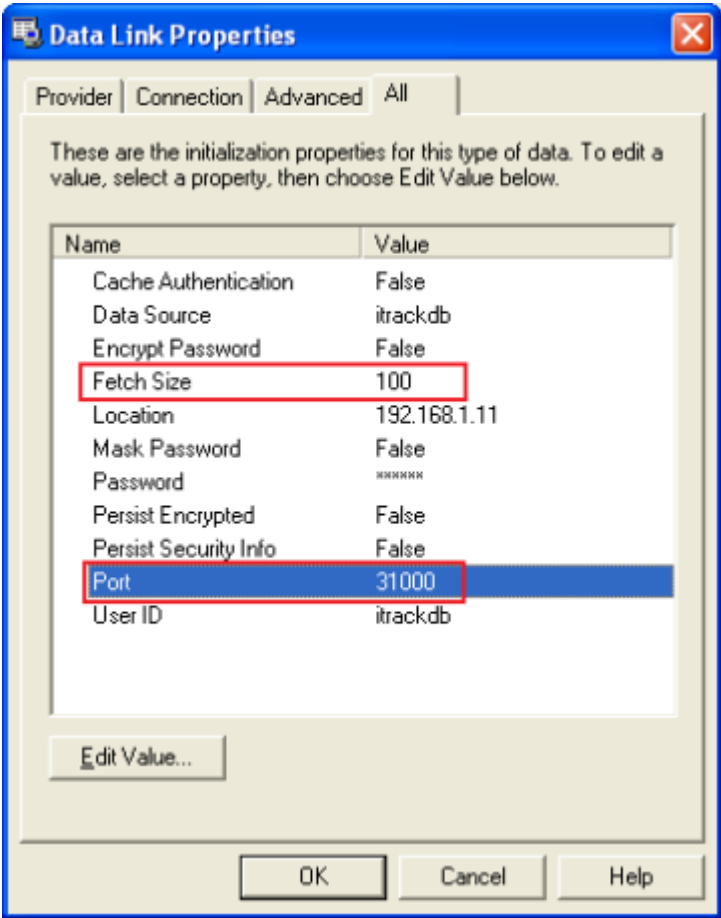 Data Link Properties
Provider Connection Advanced All
These are the initialization properties for this type of data. To edit a
value, select a property, then choose Edit Value below.
Name Value
Cache Authentication False
Data Source itrackdb
Encrypt Password False
Fetch Size 100
Location 192.168.1.11
Mask Password False
Password ******
Persist Encrypted False
Persist Security Info False
Port 31000
User ID itrackdb
Edit Value...
OK Cancel Help